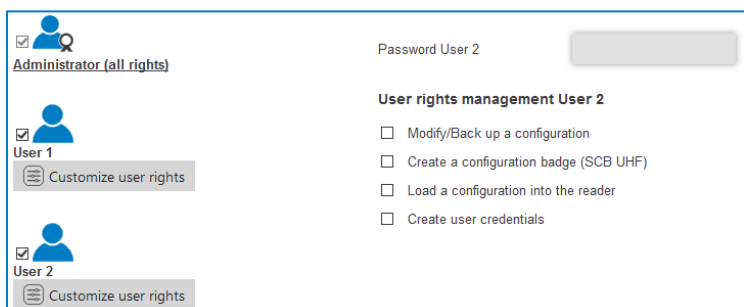 Administrator (all rights)
User 1
Customize user rights
User 2
Customize user rights
Password User 2
User rights management User 2
Modify/Back up a configuration
Create a configuration badge (SCB UHF)
Load a configuration into the reader
Create user credentials